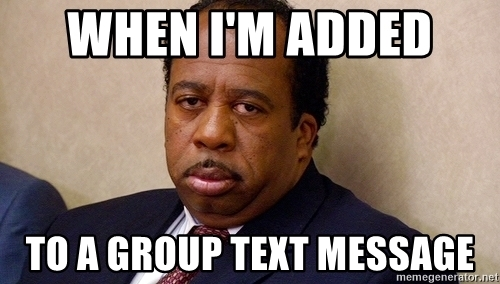 WHEN I'M ADDED
TO A GROUP TEXT MESSAGE
memegenerator.net